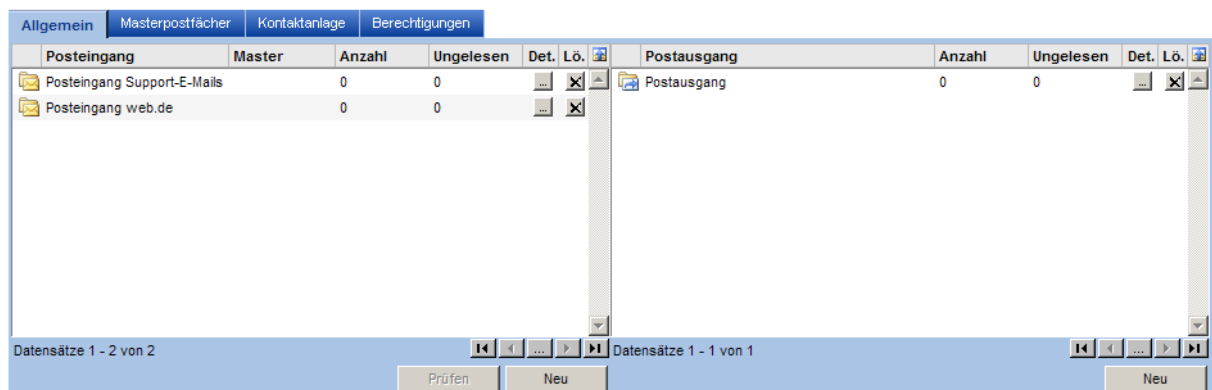 Allgemein Masterpostfächer Kontaktanlage Berechtigungen
Posteingang Master Anzahl Ungelesen Det. Lö. Postausgang Anzahl Ungelesen Det. Lö.
Posteingang Support-E-Mails 0 0 ... Postausgang 0 0 ...
Posteingang web.de 0 0 ...
Datensätze 1 - 2 von 2 ... Datensätze 1 - 1 von 1 ...
Prüfen Neu Neu